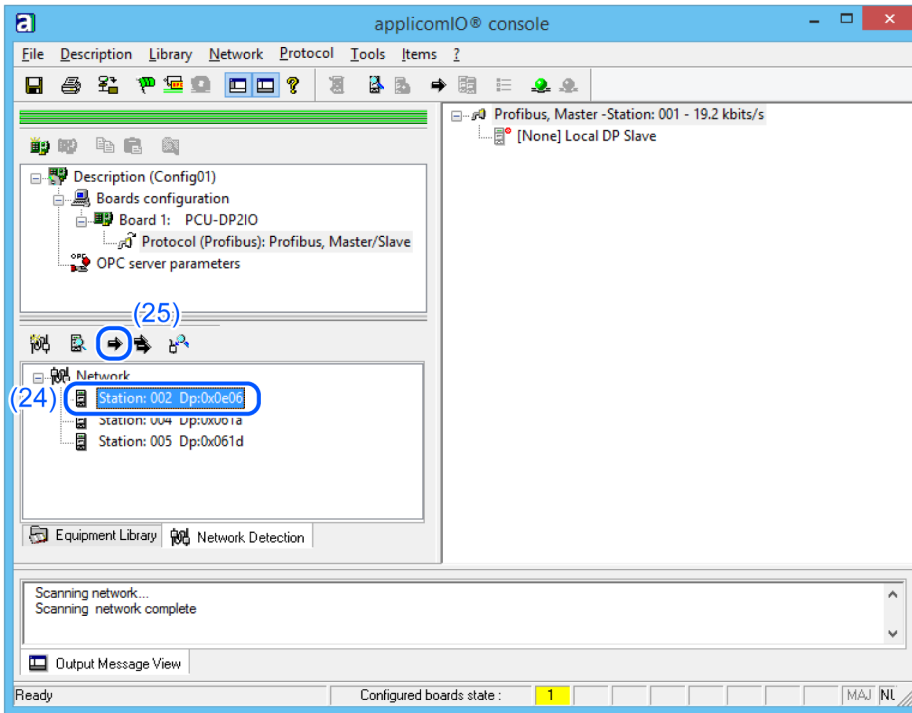 a
applicomIO® console
File Description Library Network Protocol Tools Items ?
Profibus, Master -Station: 001 - 19.2 kbits/s
[None] Local DP Slave
Description (Config01)
Boards configuration
Board 1: PCU-DP2IO
Protocol (Profibus): Profibus, Master/Slave
OPC
OPC server parameters
(25)
Network
(24)
Station: 002 Dp:0x0e06
Station: 004 Dp:0x061a
Station: 005 Dp:0x061d
Equipment Library Network Detection
Scanning network...
Scanning network complete
Output Message View
Ready Configured boards state : 1 MAJ NU